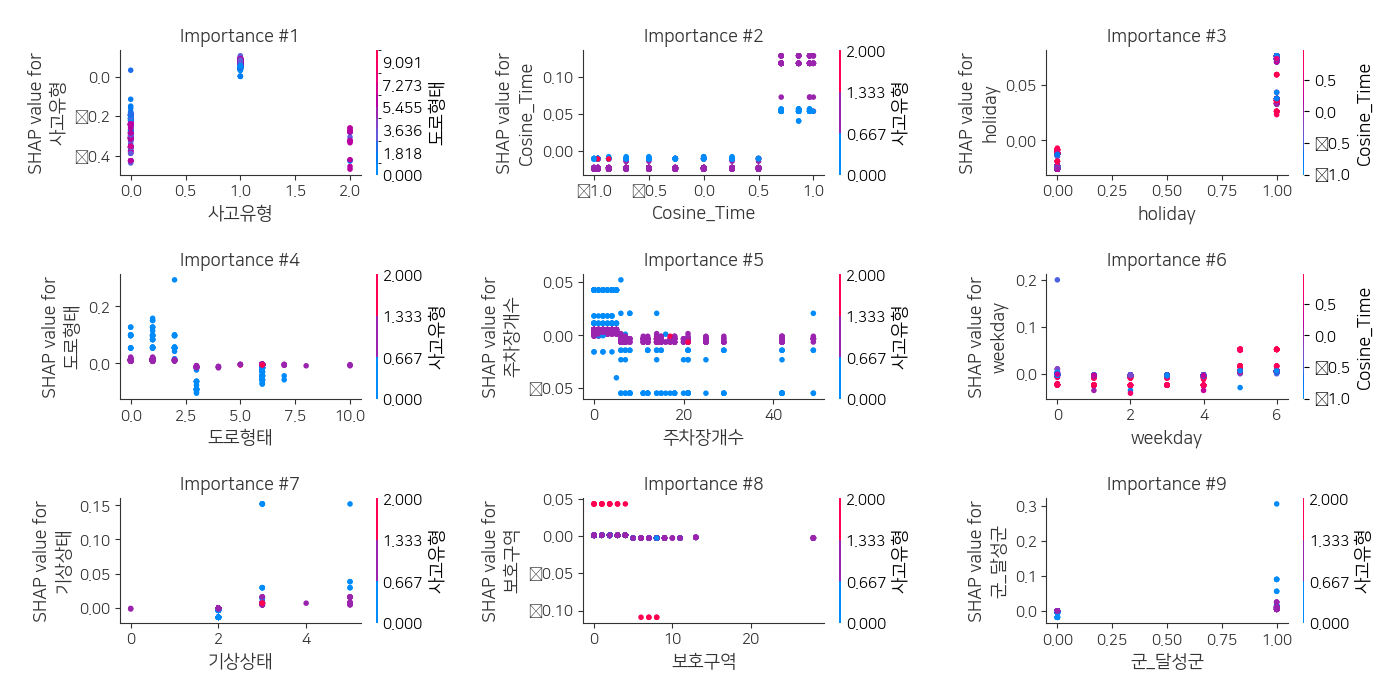 Importance #1
SHAP value for
사고유형
0.0
☒0.2
☒0.4
0.0
0.5
1.0
1.5
2.0
사고유형
9.091
7.273
5.455
3.636
1.818
0.000
도로형태
Importance #2
SHAP value for
Cosine_Time
0.10
0.05
0.00
☒1.0
☒0.5
0.0
0.5
1.0
Cosine_Time
2.000
1.333
0.667
0.000
사고유형
Importance #3
SHAP value for
holiday
0.05
0.00
0.00
0.25
0.50
0.75
1.00
holiday
0.5
0.0
☒0.5
☒1.0
Cosine_Time
Importance #4
SHAP value for
도로형태
0.2
0.0
0.0
2.5
5.0
7.5
10.0
도로형태
2.000
1.333
0.667
0.000
사고유형
Importance #5
SHAP value for
주차장개수
0.05
0.00
☒0.05
0
20
40
주차장개수
2.000
1.333
0.667
0.000
사고유형
Importance #6
SHAP value for
weekday
0.2
0.1
0.0
0
2
4
6
weekday
0.5
0.0
☒0.5
☒1.0
Cosine_Time
Importance #7
SHAP value for
기상상태
0.15
0.10
0.05
0.00
0
2
4
기상상태
2.000
1.333
0.667
0.000
사고유형
Importance #8
SHAP value for
보호구역
0.05
0.00
☒0.05
☒0.10
0
10
20
보호구역
2.000
1.333
0.667
0.000
사고유형
Importance #9
SHAP value for
군_달성군
0.3
0.2
0.1
0.0
0.00
0.25
0.50
0.75
1.00
군_달성군
2.000
1.333
0.667
0.000
사고유형